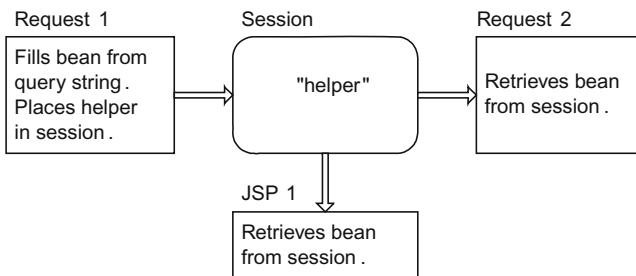 Request 1
Fills bean from
query string .
Places helper
in session .
Session
"helper"
Request 2
Retrieves bean
from session .
JSP 1
Retrieves bean
from session .